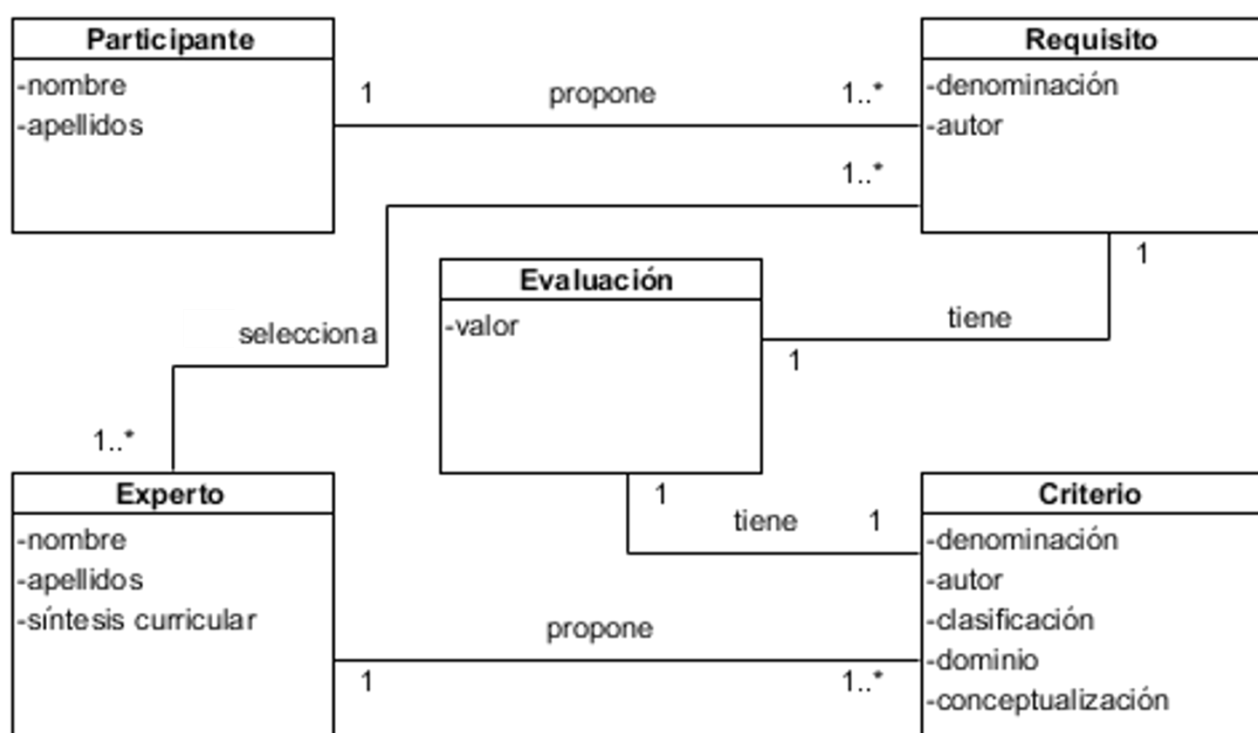 Participante
-nombre
-apellidos
1
propone
1..*
Requisito
-denominación
-autor
1..*
1
selecciona
1..*
Evaluación
-valor
tiene
1
1
tiene
1
Experto
-nombre
-apellidos
-síntesis curricular
propone
1
1..*
Criterio
-denominación
-autor
-clasificación
-dominio
-conceptualización